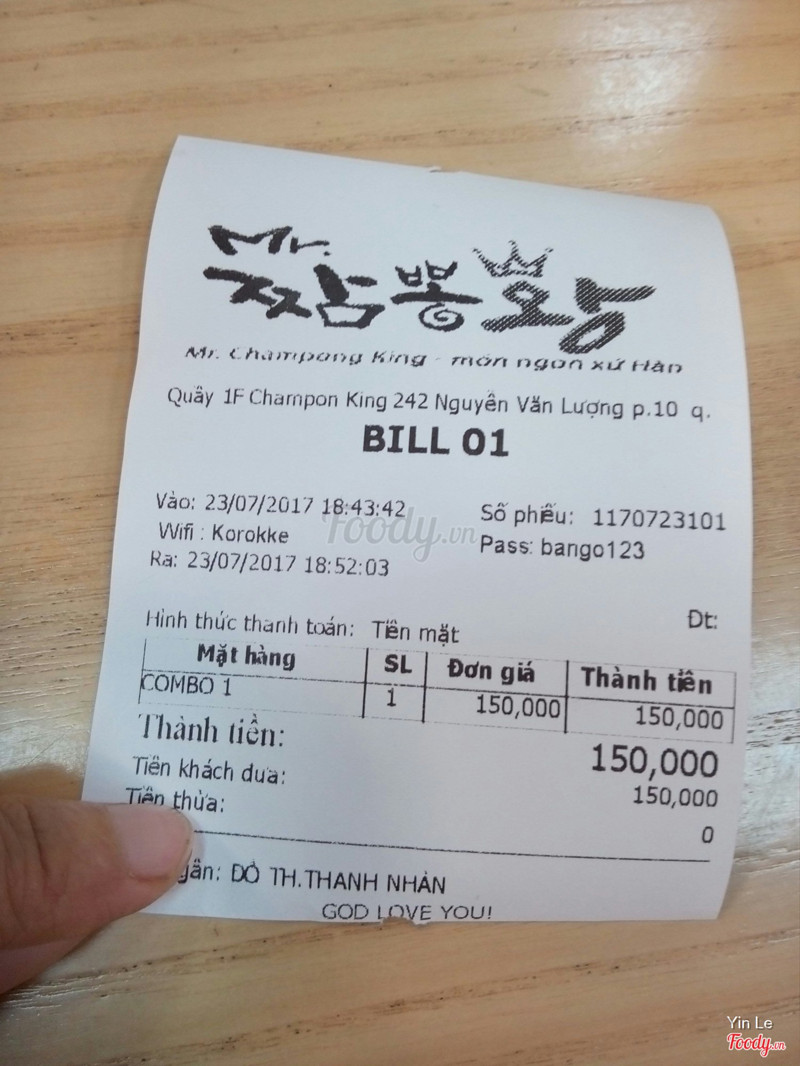 Mr.
짬뽕왕
Mr. Champong King - món ngon xứ Hàn
Quầy 1F Champon King 242 Nguyễn Văn Lượng p.10 q.
BILL 01
Vào: 23/07/2017 18:43:42 Số phiếu: 1170723101
Wifi : Korokke Pass: bango123
Ra: 23/07/2017 18:52:03
Đt:
Hình thức thanh toán: Tiền mặt
Mặt hàng SL Đơn giá Thành tiền
COMBO 1 1 150,000 150,000
Thành tiền: 150,000
Tiền khách đưa: 150,000
Tiền thừa: 0
gân: ĐỖ TH.THANH NHÀN
GOD LOVE YOU!
Foody.vn
Yin Le
Foody.vn